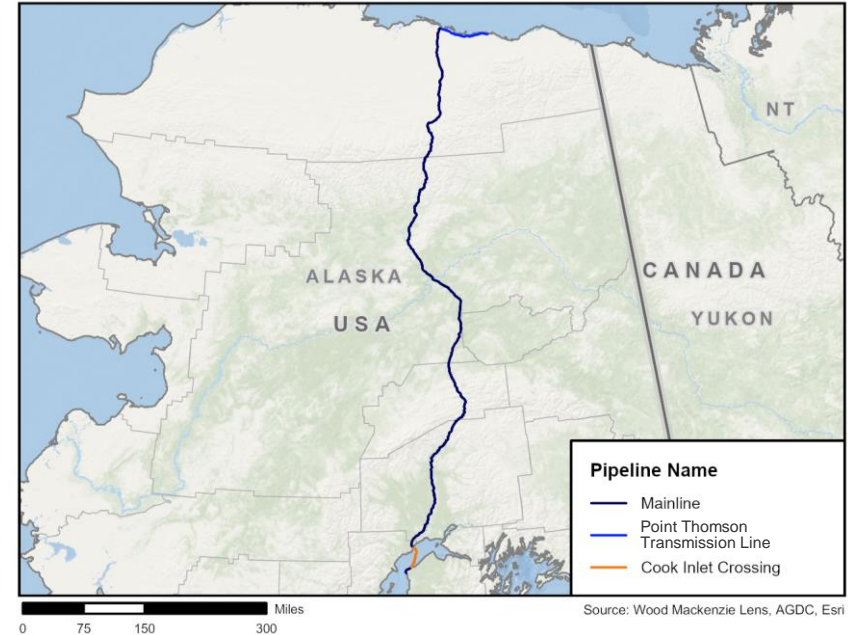 NT
ALASKA
CANADA
USA
YUKON
Pipeline Name
Mainline
Point Thomson
Transmission Line
Cook Inlet Crossing
Miles
0 75 150 300
Source: Wood Mackenzie Lens, AGDC, Esri